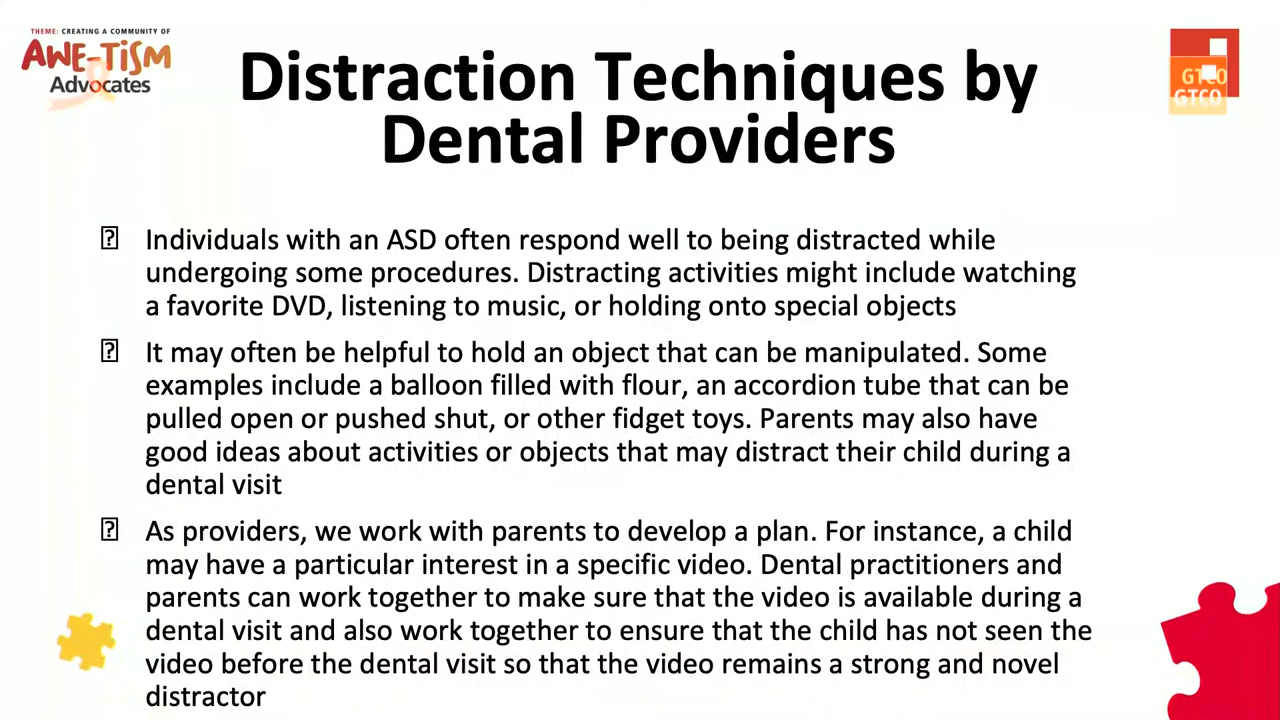 THEME: CREATING A COMMUNITY OF
AWE-TiSM
Advocates
GTCO
GTCO
Distraction Techniques by
Dental Providers
Individuals with an ASD often respond well to being distracted while
undergoing some procedures. Distracting activities might include watching
a favorite DVD, listening to music, or holding onto special objects
It may often be helpful to hold an object that can be manipulated. Some
examples include a balloon filled with flour, an accordion tube that can be
pulled open or pushed shut, or other fidget toys. Parents may also have
good ideas about activities or objects that may distract their child during a
dental visit
As providers, we work with parents to develop a plan. For instance, a child
may have a particular interest in a specific video. Dental practitioners and
parents can work together to make sure that the video is available during a
dental visit and also work together to ensure that the child has not seen the
video before the dental visit so that the video remains a strong and novel
distractor